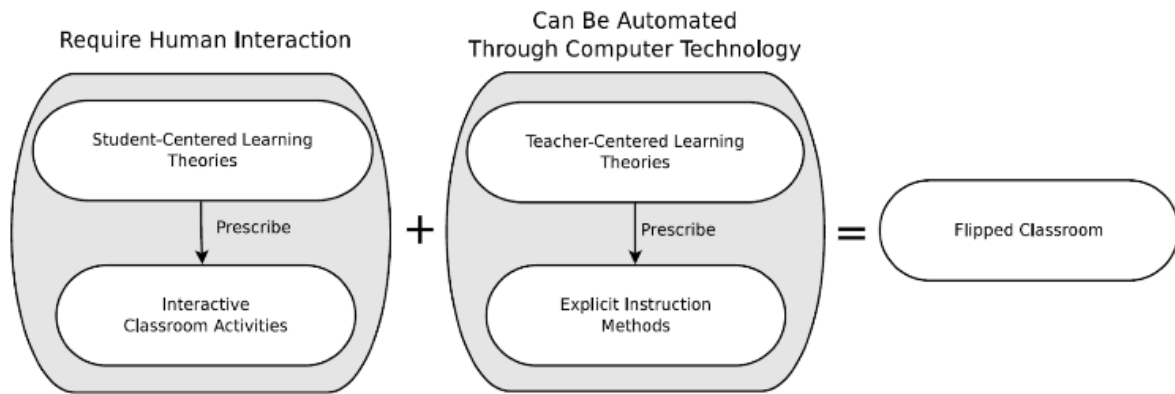 Require Human Interaction
Can Be Automated
Through Computer Technology
Student-Centered Learning
Theories
Prescribe
Interactive
Classroom Activities
+
Teacher-Centered Learning
Theories
Prescribe
Explicit Instruction
Methods
=
Flipped Classroom